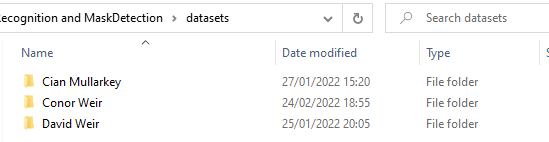 ecognition and MaskDetection > datasets
Search datasets
Name Date modified Type
Cian Mullarkey 27/01/2022 15:20 File folder
Conor Weir 24/02/2022 18:55 File folder
David Weir 25/01/2022 20:05 File folder